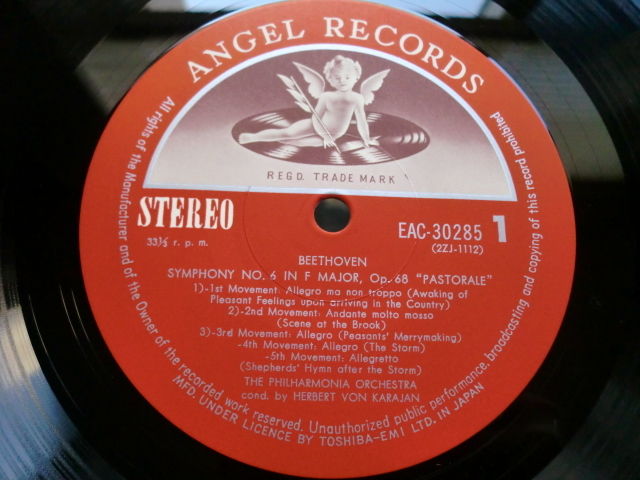 ANGEL RECORDS
REGD. TRADE MARK
STEREO
33⅓ r. p. m.
EAC-30285 1
(2ZJ-1112)
BEETHOVEN
SYMPHONY NO. 6 IN F MAJOR, Op. 68 "PASTORALE"
1)-1st Movement: Allegro ma non troppo (Awaking of
Pleasant Feelings upon arriving in the Country)
2)-2nd Movement: Andante molto mosso
(Scene at the Brook)
3)-3rd Movement: Allegro (Peasants' Merrymaking)
-4th Movement: Allegro (The Storm)
-5th Movement: Allegretto
(Shepherds' Hymn after the Storm)
THE PHILHARMONIA ORCHESTRA
cond. by HERBERT VON KARAJAN
All rights of the Manufacturer and of the Owner of the recorded work reserved. Unauthorized public performance, broadcasting and copying of this record prohibited
MFD. UNDER LICENCE BY TOSHIBA-EMI LTD. IN JAPAN